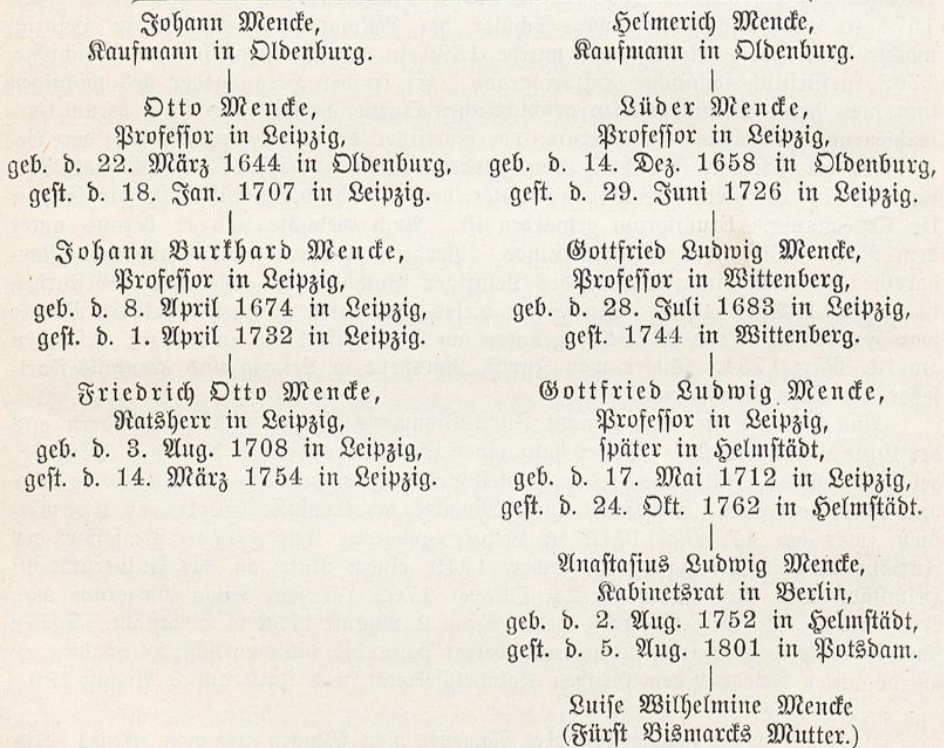 Johann Mencke,
Kaufmann in Oldenburg.
Otto Mencke,
Professor in Leipzig,
geb. d. 22. März 1644 in Oldenburg,
gest. d. 18. Jan. 1707 in Leipzig.
Johann Burkhard Mencke,
Professor in Leipzig,
geb. d. 8. April 1674 in Leipzig,
gest. d. 1. April 1732 in Leipzig.
Friedrich Otto Mencke,
Ratsherr in Leipzig,
geb. d. 3. Aug. 1708 in Leipzig,
gest. d. 14. März 1754 in Leipzig.
Helmerich Mencke,
Kaufmann in Oldenburg.
Lüder Mencke,
Professor in Leipzig,
geb. d. 14. Dez. 1658 in Oldenburg,
gest. d. 29. Juni 1726 in Leipzig.
Gottfried Ludwig Mencke,
Professor in Wittenberg,
geb. d. 28. Juli 1683 in Leipzig,
gest. 1744 in Wittenberg.
Gottfried Ludwig Mencke,
Professor in Leipzig,
später in Helmstädt,
geb. d. 17. Mai 1712 in Leipzig,
gest. d. 24. Okt. 1762 in Helmstädt.
Anastasius Ludwig Mencke,
Kabinetsrat in Berlin,
geb. d. 2. Aug. 1752 in Helmstädt,
gest. d. 5. Aug. 1801 in Potsdam.
Luise Wilhelmine Mencke
(Fürst Bismarcks Mutter.)